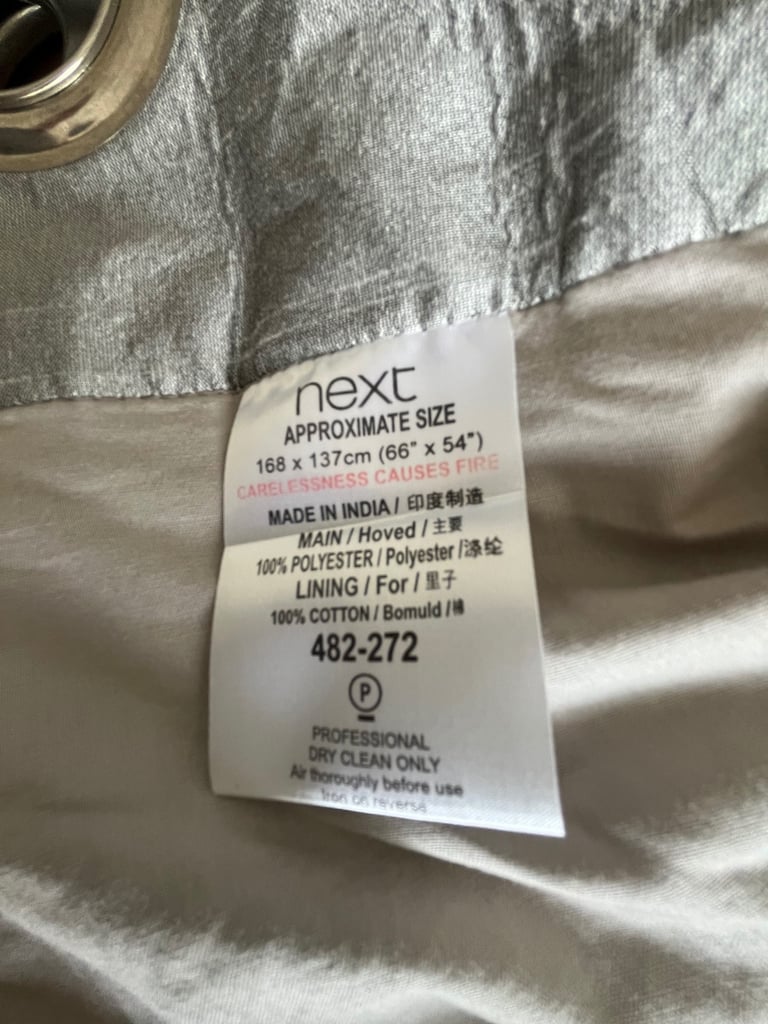 next
APPROXIMATE SIZE
168 x 137cm (66" x 54")
CARELESSNESS CAUSES FIRE
MADE IN INDIA / 印度制造
MAIN / Hoved / 主要
100% POLYESTER / Polyester /涤纶
LINING / For / 里子
100% COTTON / Bomuld /棉
482-272
P
PROFESSIONAL
DRY CLEAN ONLY
Air thoroughly before use
Iron on reverse